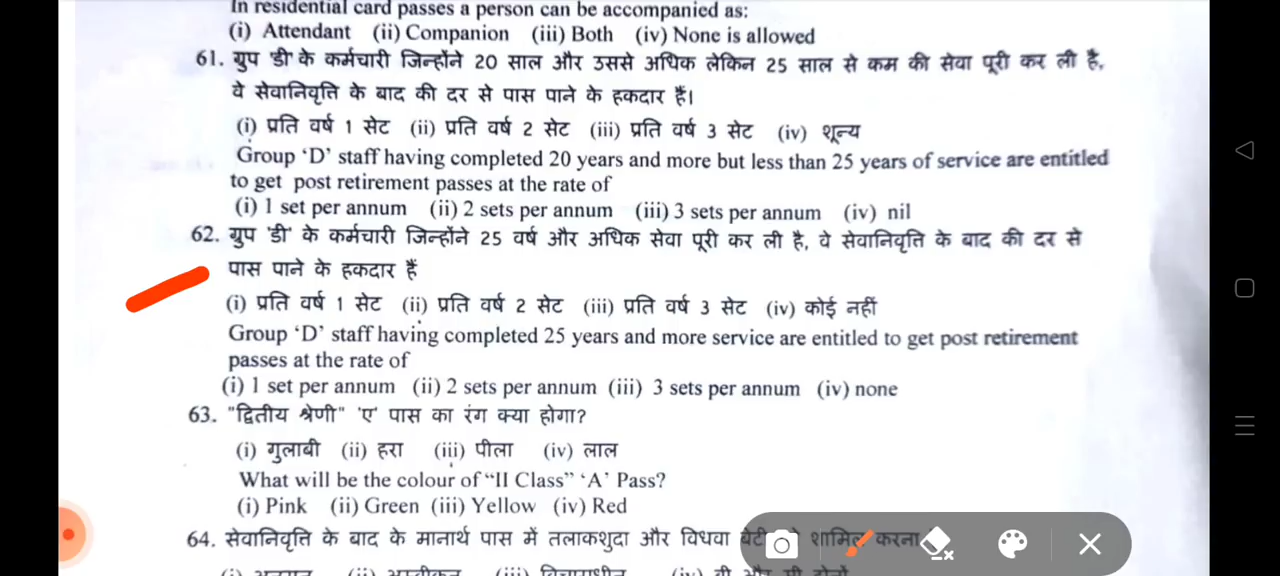 In residential card passes a person can be accompanied as:
(i) Attendant (ii) Companion (iii) Both (iv) None is allowed
61. ग्रुप 'डी' के कर्मचारी जिन्होंने 20 साल और उससे अधिक लेकिन 25 साल से कम की सेवा पूरी कर ली है,
वे सेवानिवृत्ति के बाद की दर से पास पाने के हकदार हैं।
(i) प्रति वर्ष 1 सेट (ii) प्रति वर्ष 2 सेट (iii) प्रति वर्ष 3 सेट (iv) शून्य
Group 'D' staff having completed 20 years and more but less than 25 years of service are entitled
to get post retirement passes at the rate of
(i) 1 set per annum (ii) 2 sets per annum (iii) 3 sets per annum (iv) nil
62. ग्रुप 'डी' के कर्मचारी जिन्होंने 25 वर्ष और अधिक सेवा पूरी कर ली है, वे सेवानिवृति के बाद की दर से
पास पाने के हकदार हैं
(i) प्रति वर्ष 1 सेट (ii) प्रति वर्ष 2 सेट (iii) प्रति वर्ष 3 सेट (iv) कोई नहीं
Group 'D' staff having completed 25 years and more service are entitled to get post retirement
passes at the rate of
(i) 1 set per annum (ii) 2 sets per annum (iii) 3 sets per annum (iv) none
63. "द्वितीय श्रेणी" 'ए' पास का रंग क्या होगा?
(i) गुलाबी (ii) हरा (iii) पीला (iv) लाल
What will be the colour of "II Class" 'A' Pass?
(i) Pink (ii) Green (iii) Yellow (iv) Red
64. सेवानिवृत्ति के बाद के मानार्थ पास में तलाकशुदा और विधवा शामिल करना